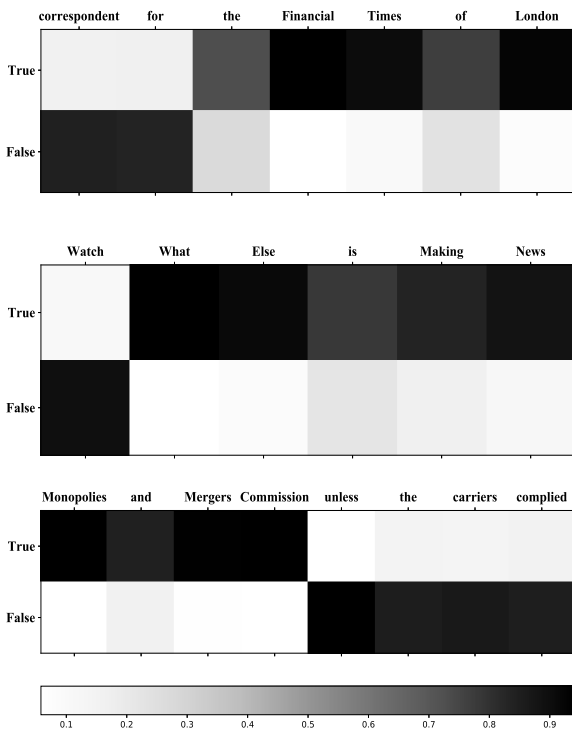 correspondent for the Financial Times of London
True
False
Watch What Else is Making News
True
False
Monopolies and Mergers Commission unless the carriers complied
True
False
0.1 0.2 0.3 0.4 0.5 0.6 0.7 0.8 0.9